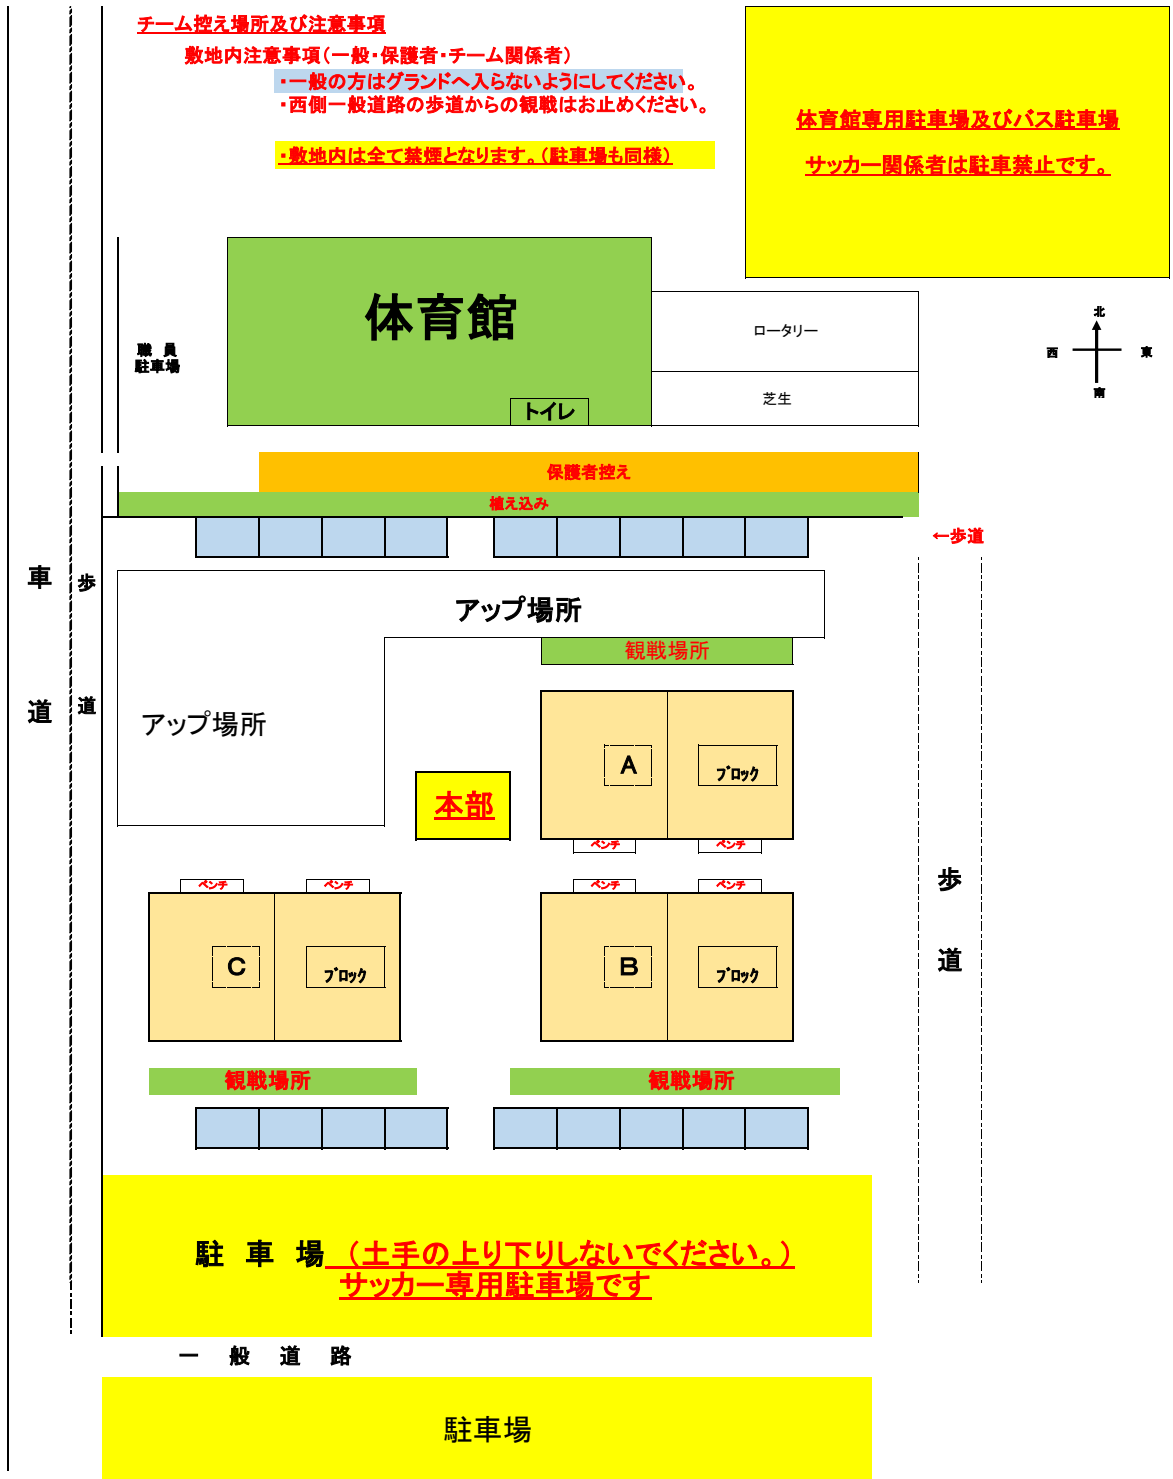 チーム控え場所及び注意事項
敷地内注意事項（一般・保護者・チーム関係者）
・一般の方はグランドへ入らないようにしてください。
・西側一般道路の歩道からの観戦はお止めください。
・敷地内は全て禁煙となります。（駐車場も同様）
体育館専用駐車場及びバス駐車場
サッカー関係者は駐車禁止です。
体育館
ロータリー
芝生
トイレ
職　員
駐車場
北
西
東
南
保護者控え
植え込み
←歩道
車
道
歩
道
アップ場所
観戦場所
アップ場所
本部
A
ブロック
ベンチ
ベンチ
ベンチ
ベンチ
ベンチ
ベンチ
C
ブロック
B
ブロック
歩
道
観戦場所
観戦場所
駐　車　場　（土手の上り下りしないでください。）
サッカー専用駐車場です
一　般　道　路
駐車場